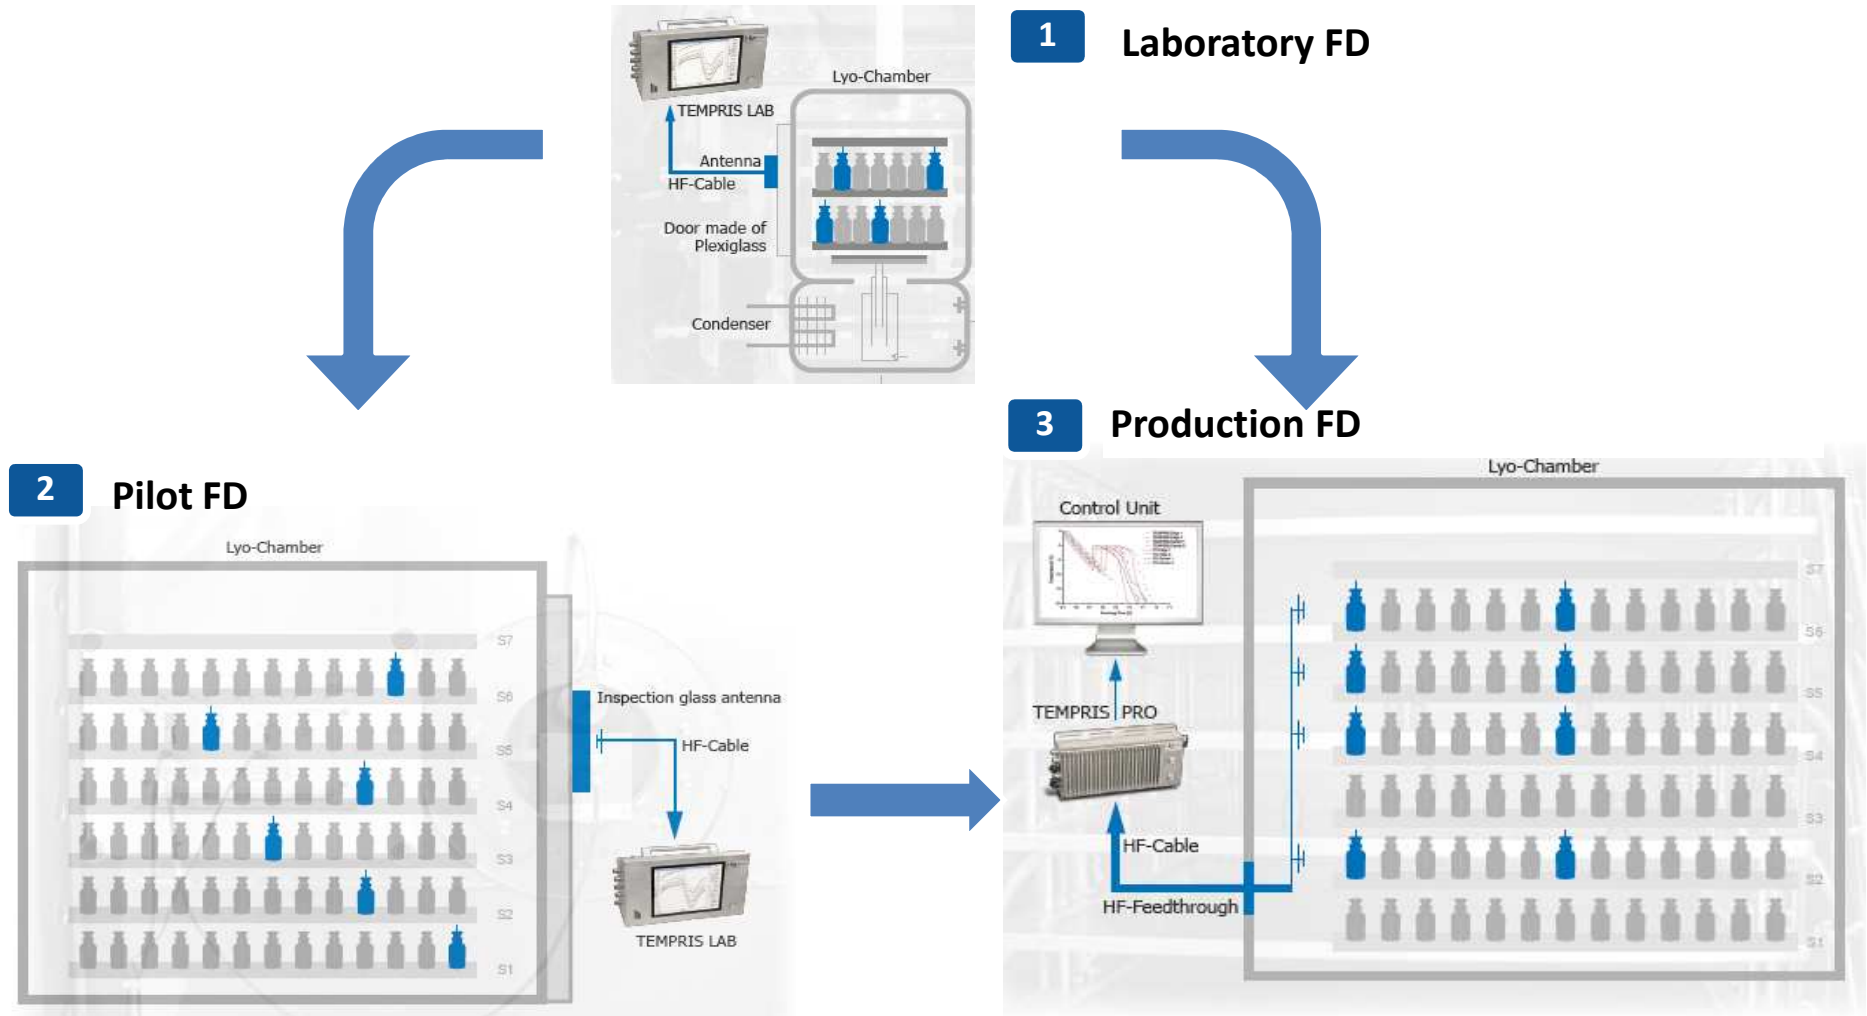 1
Laboratory FD
Lyo-Chamber
TEMPRIS LAB
Antenna
HF-Cable
Door made of
Plexiglass
Condenser
2
Pilot FD
Lyo-Chamber
S7
S6
S5
S4
S3
S2
S1
Inspection glass antenna
HF-Cable
TEMPRIS LAB
3
Production FD
Lyo-Chamber
Control Unit
TEMPRIS PRO
HF-Cable
HF-Feedthrough
S7
S6
S5
S4
S3
S2
S1